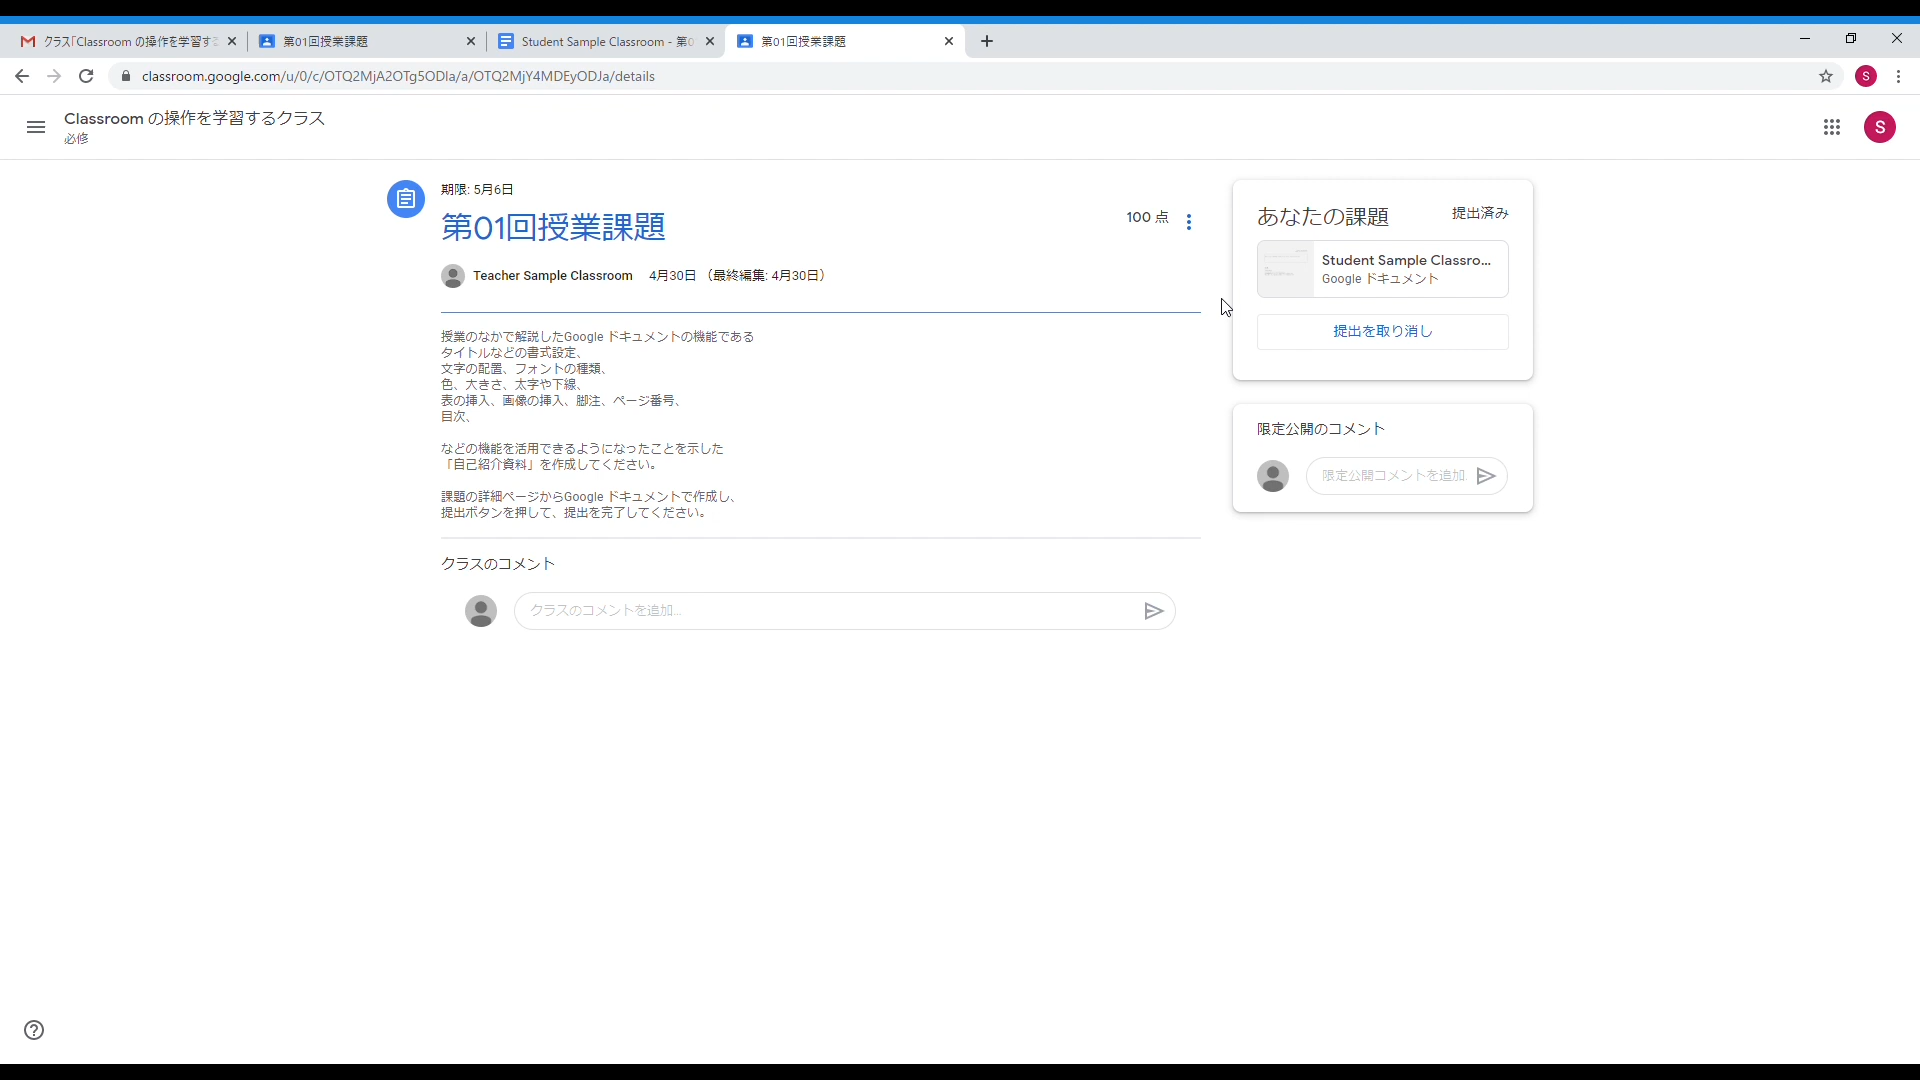 クラス「Classroom の操作を学習す
第01回授業課題
Student Sample Classroom - 第0
第01回授業課題
classroom.google.com/u/0/c/OTQ2MjA2OTg5ODIa/a/OTQ2MjY4MDEyODJa/details
S
Classroom の操作を学習するクラス
必修
S
期限: 5月6日
第01回授業課題
100 点
Teacher Sample Classroom 4月30日 （最終編集: 4月30日）
授業のなかで解説したGoogle ドキュメントの機能である
タイトルなどの書式設定、
文字の配置、フォントの種類、
色、大きさ、太字や下線、
表の挿入、画像の挿入、脚注、ページ番号、
目次、
などの機能を活用できるようになったことを示した
「自己紹介資料」を作成してください。
課題の詳細ページからGoogle ドキュメントで作成し、
提出ボタンを押して、提出を完了してください。
クラスのコメント
クラスのコメントを追加...
あなたの課題
提出済み
Student Sample Classro...
Google ドキュメント
提出を取り消し
限定公開のコメント
限定公開コメントを追加.